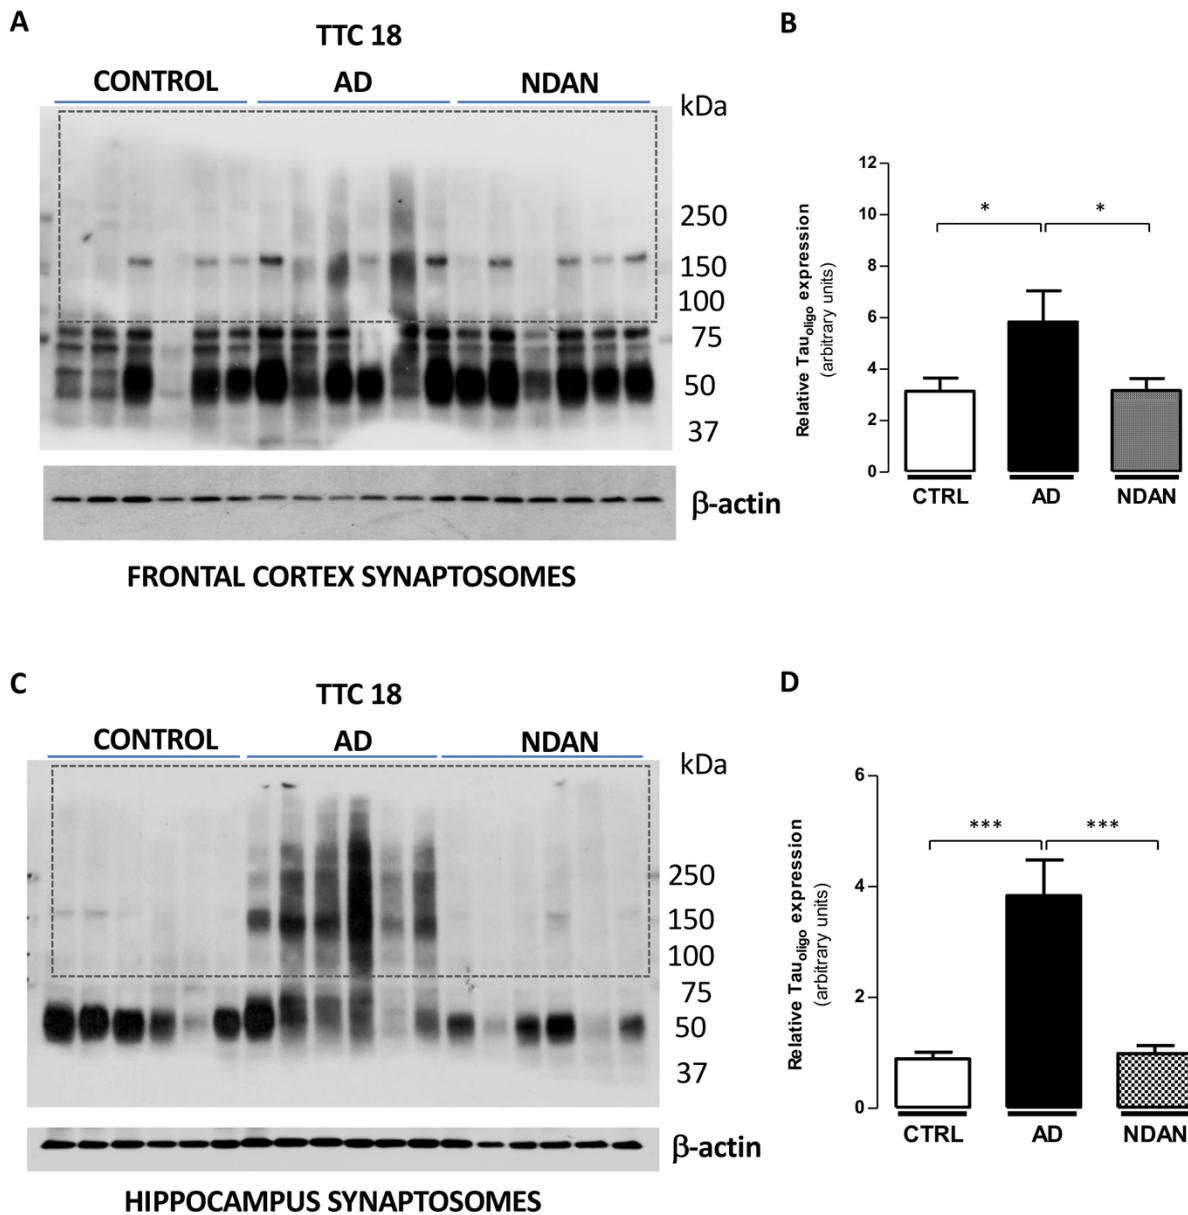 A
TTC 18
CONTROL AD NDAN
kDa
250
150
100
75
50
37
β-actin
FRONTAL CORTEX SYNAPTOSOMES
B
Relative Tauoligo expression
(arbitrary units)
12
10
8
6
4
2
0
* *
CTRL AD NDAN
C
TTC 18
CONTROL AD NDAN
kDa
250
150
100
75
50
37
β-actin
HIPPOCAMPUS SYNAPTOSOMES
D
Relative Tauoligo expression
(arbitrary units)
6
4
2
0
*** ***
CTRL AD NDAN